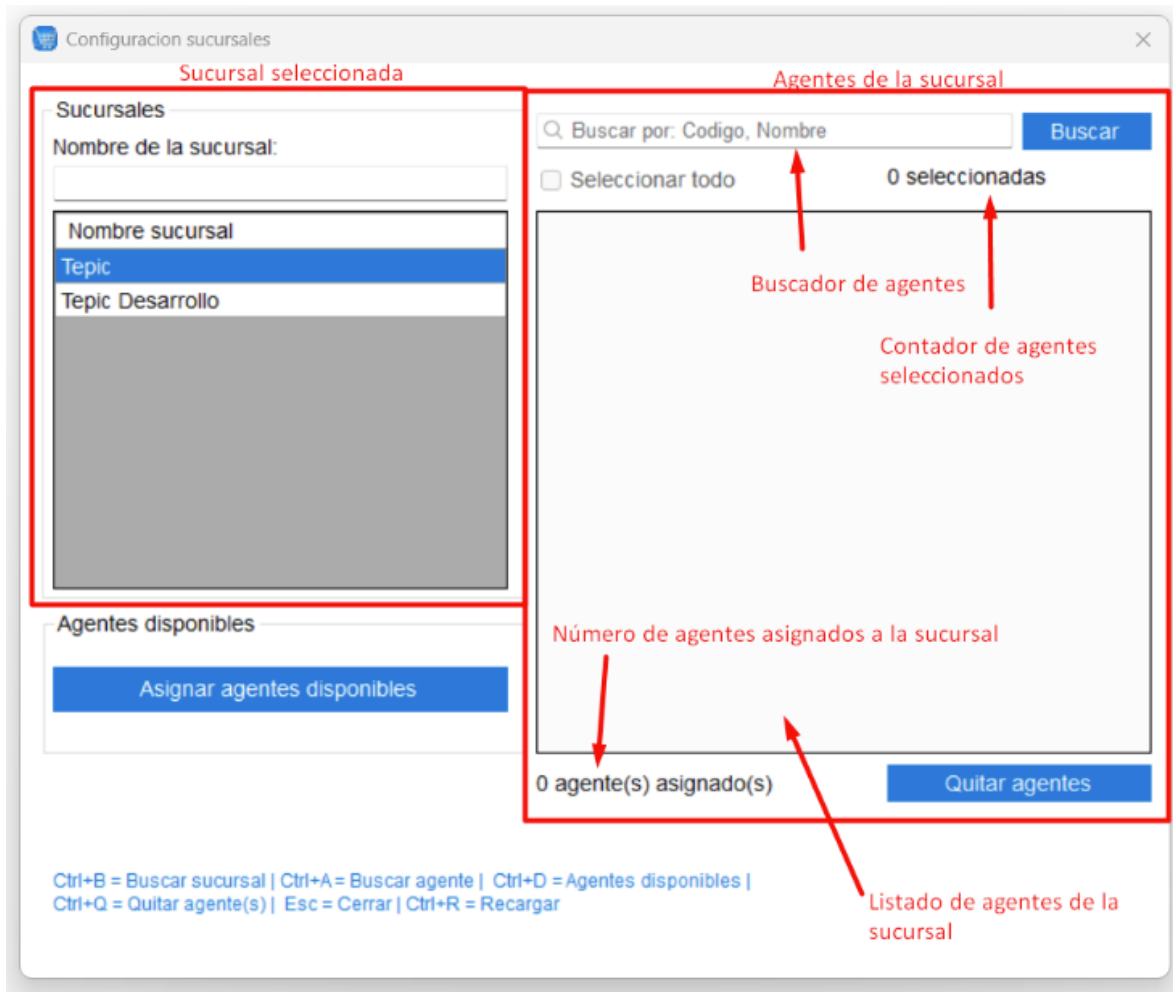 Configuracion sucursales
Sucursal seleccionada
Agentes de la sucursal
Sucursales
Nombre de la sucursal:
Nombre sucursal
Tepic
Tepic Desarrollo
Agentes disponibles
Asignar agentes disponibles
Buscar por: Codigo, Nombre
Buscar
Seleccionar todo
0 seleccionadas
Buscador de agentes
Contador de agentes
seleccionados
Número de agentes asignados a la sucursal
0 agente(s) asignado(s)
Quitar agentes
Listado de agentes de la
sucursal
Ctrl+B = Buscar sucursal | Ctrl+A = Buscar agente | Ctrl+D = Agentes disponibles |
Ctrl+Q = Quitar agente(s) | Esc = Cerrar | Ctrl+R = Recargar